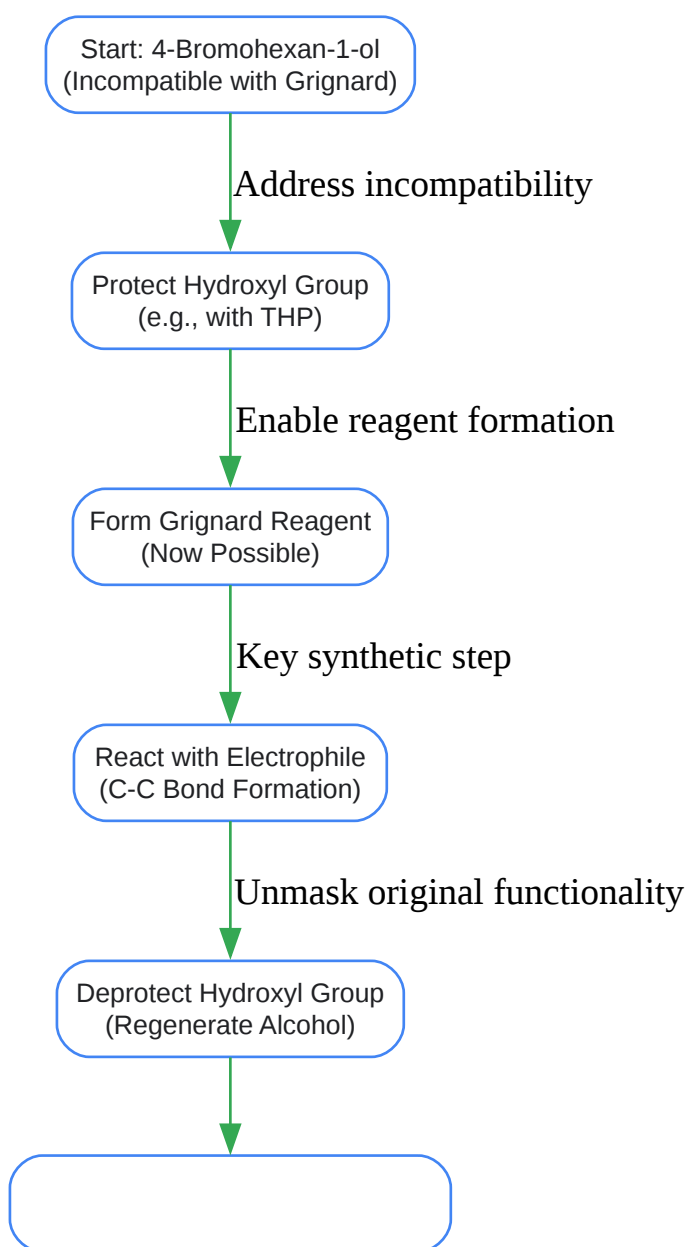 Start: 4-Bromohexan-1-ol
(Incompatible with Grignard)
Address incompatibility
Protect Hydroxyl Group
(e.g., with THP)
Enable reagent formation
Form Grignard Reagent
(Now Possible)
Key synthetic step
React with Electrophile
(C-C Bond Formation)
Unmask original functionality
Deprotect Hydroxyl Group
(Regenerate Alcohol)